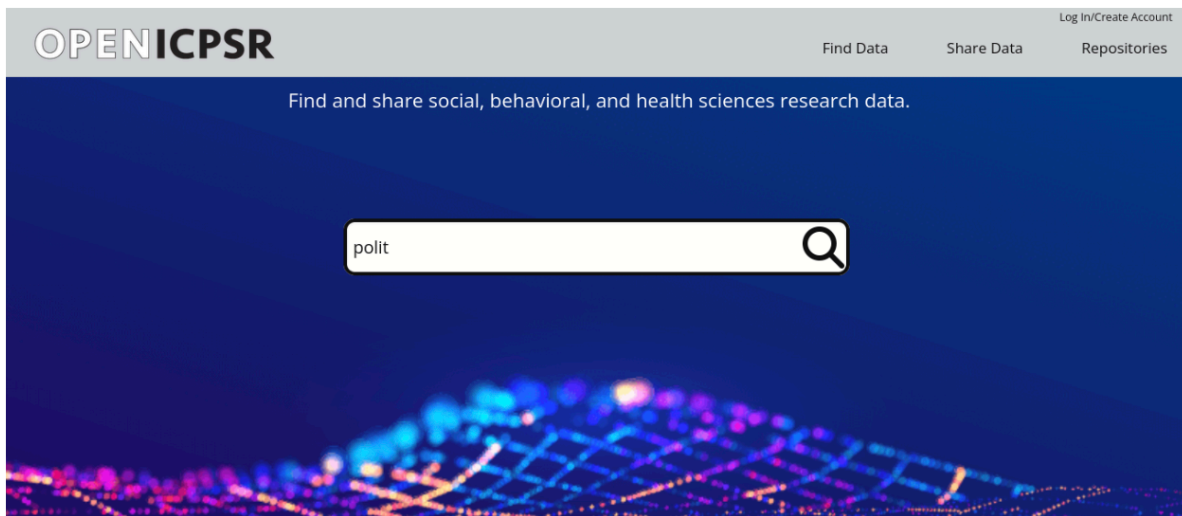 Log In/Create Account
OPENICPSR
Find Data Share Data Repositories
Find and share social, behavioral, and health sciences research data.
polit